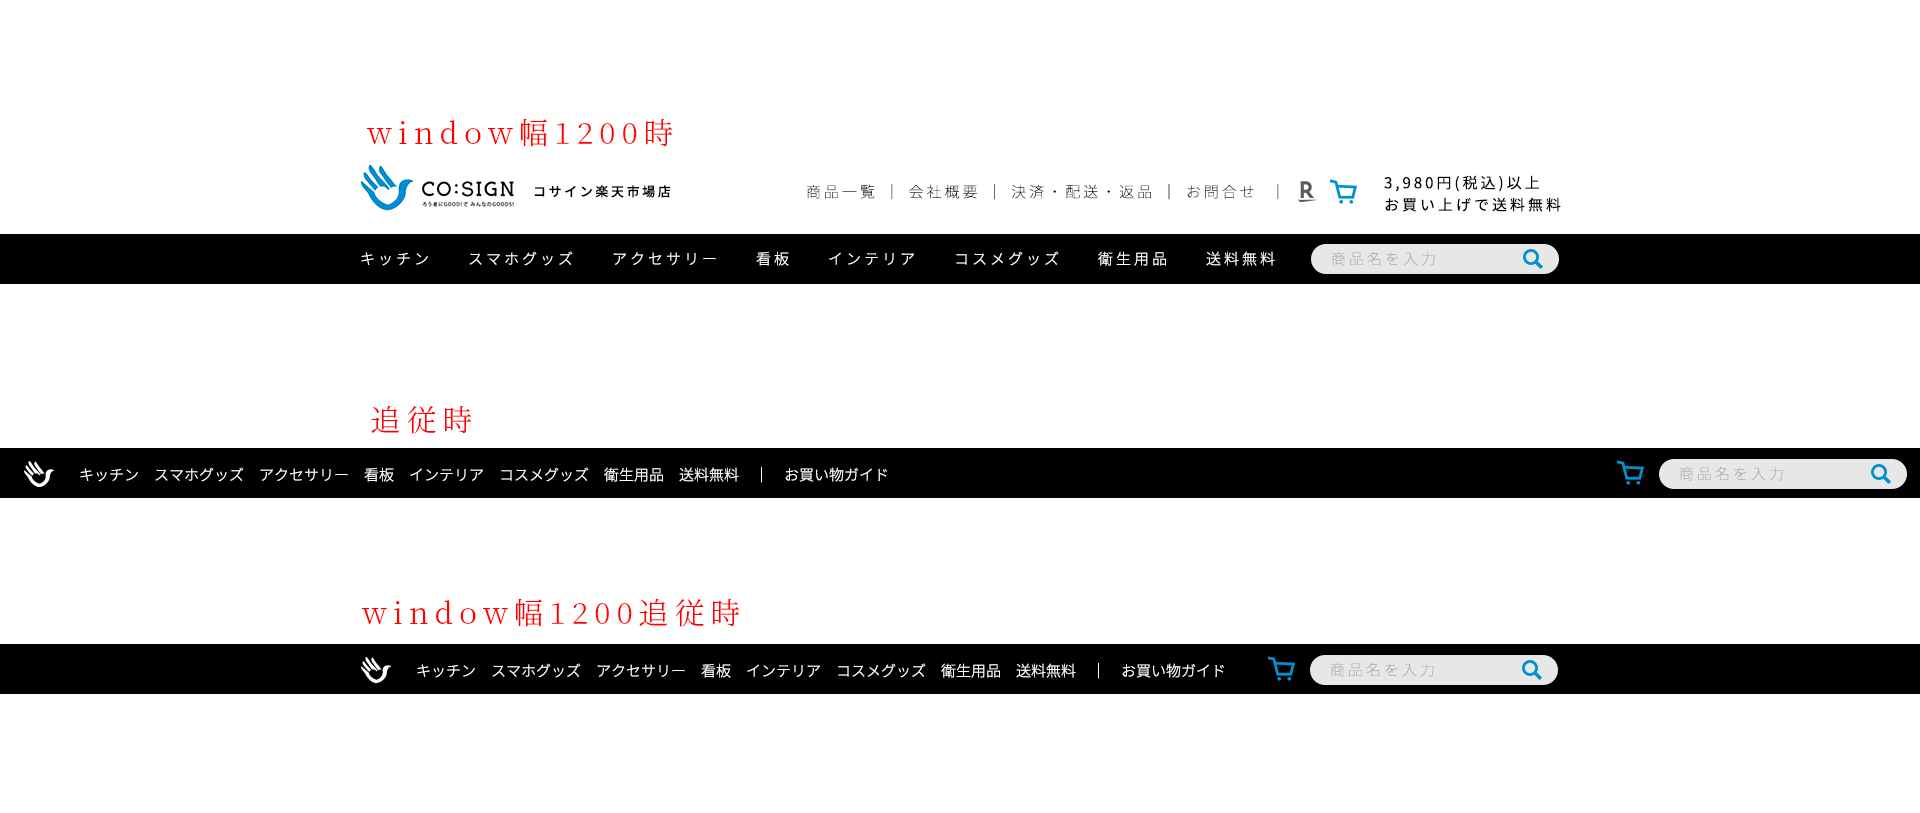 window幅1200時
CO:SIGN コサイン楽天市場店 商品一覧 | 会社概要 | 決済・配送・返品 | お問合せ | R 3,980円(税込)以上
ろう者にGOOD!で みんなのGOODS! お買い上げで送料無料
キッチン スマホグッズ アクセサリー 看板 インテリア コスメグッズ 衛生用品 送料無料 商品名を入力
追従時
キッチン スマホグッズ アクセサリー 看板 インテリア コスメグッズ 衛生用品 送料無料 | お買い物ガイド 商品名を入力
window幅1200追従時
キッチン スマホグッズ アクセサリー 看板 インテリア コスメグッズ 衛生用品 送料無料 | お買い物ガイド 商品名を入力